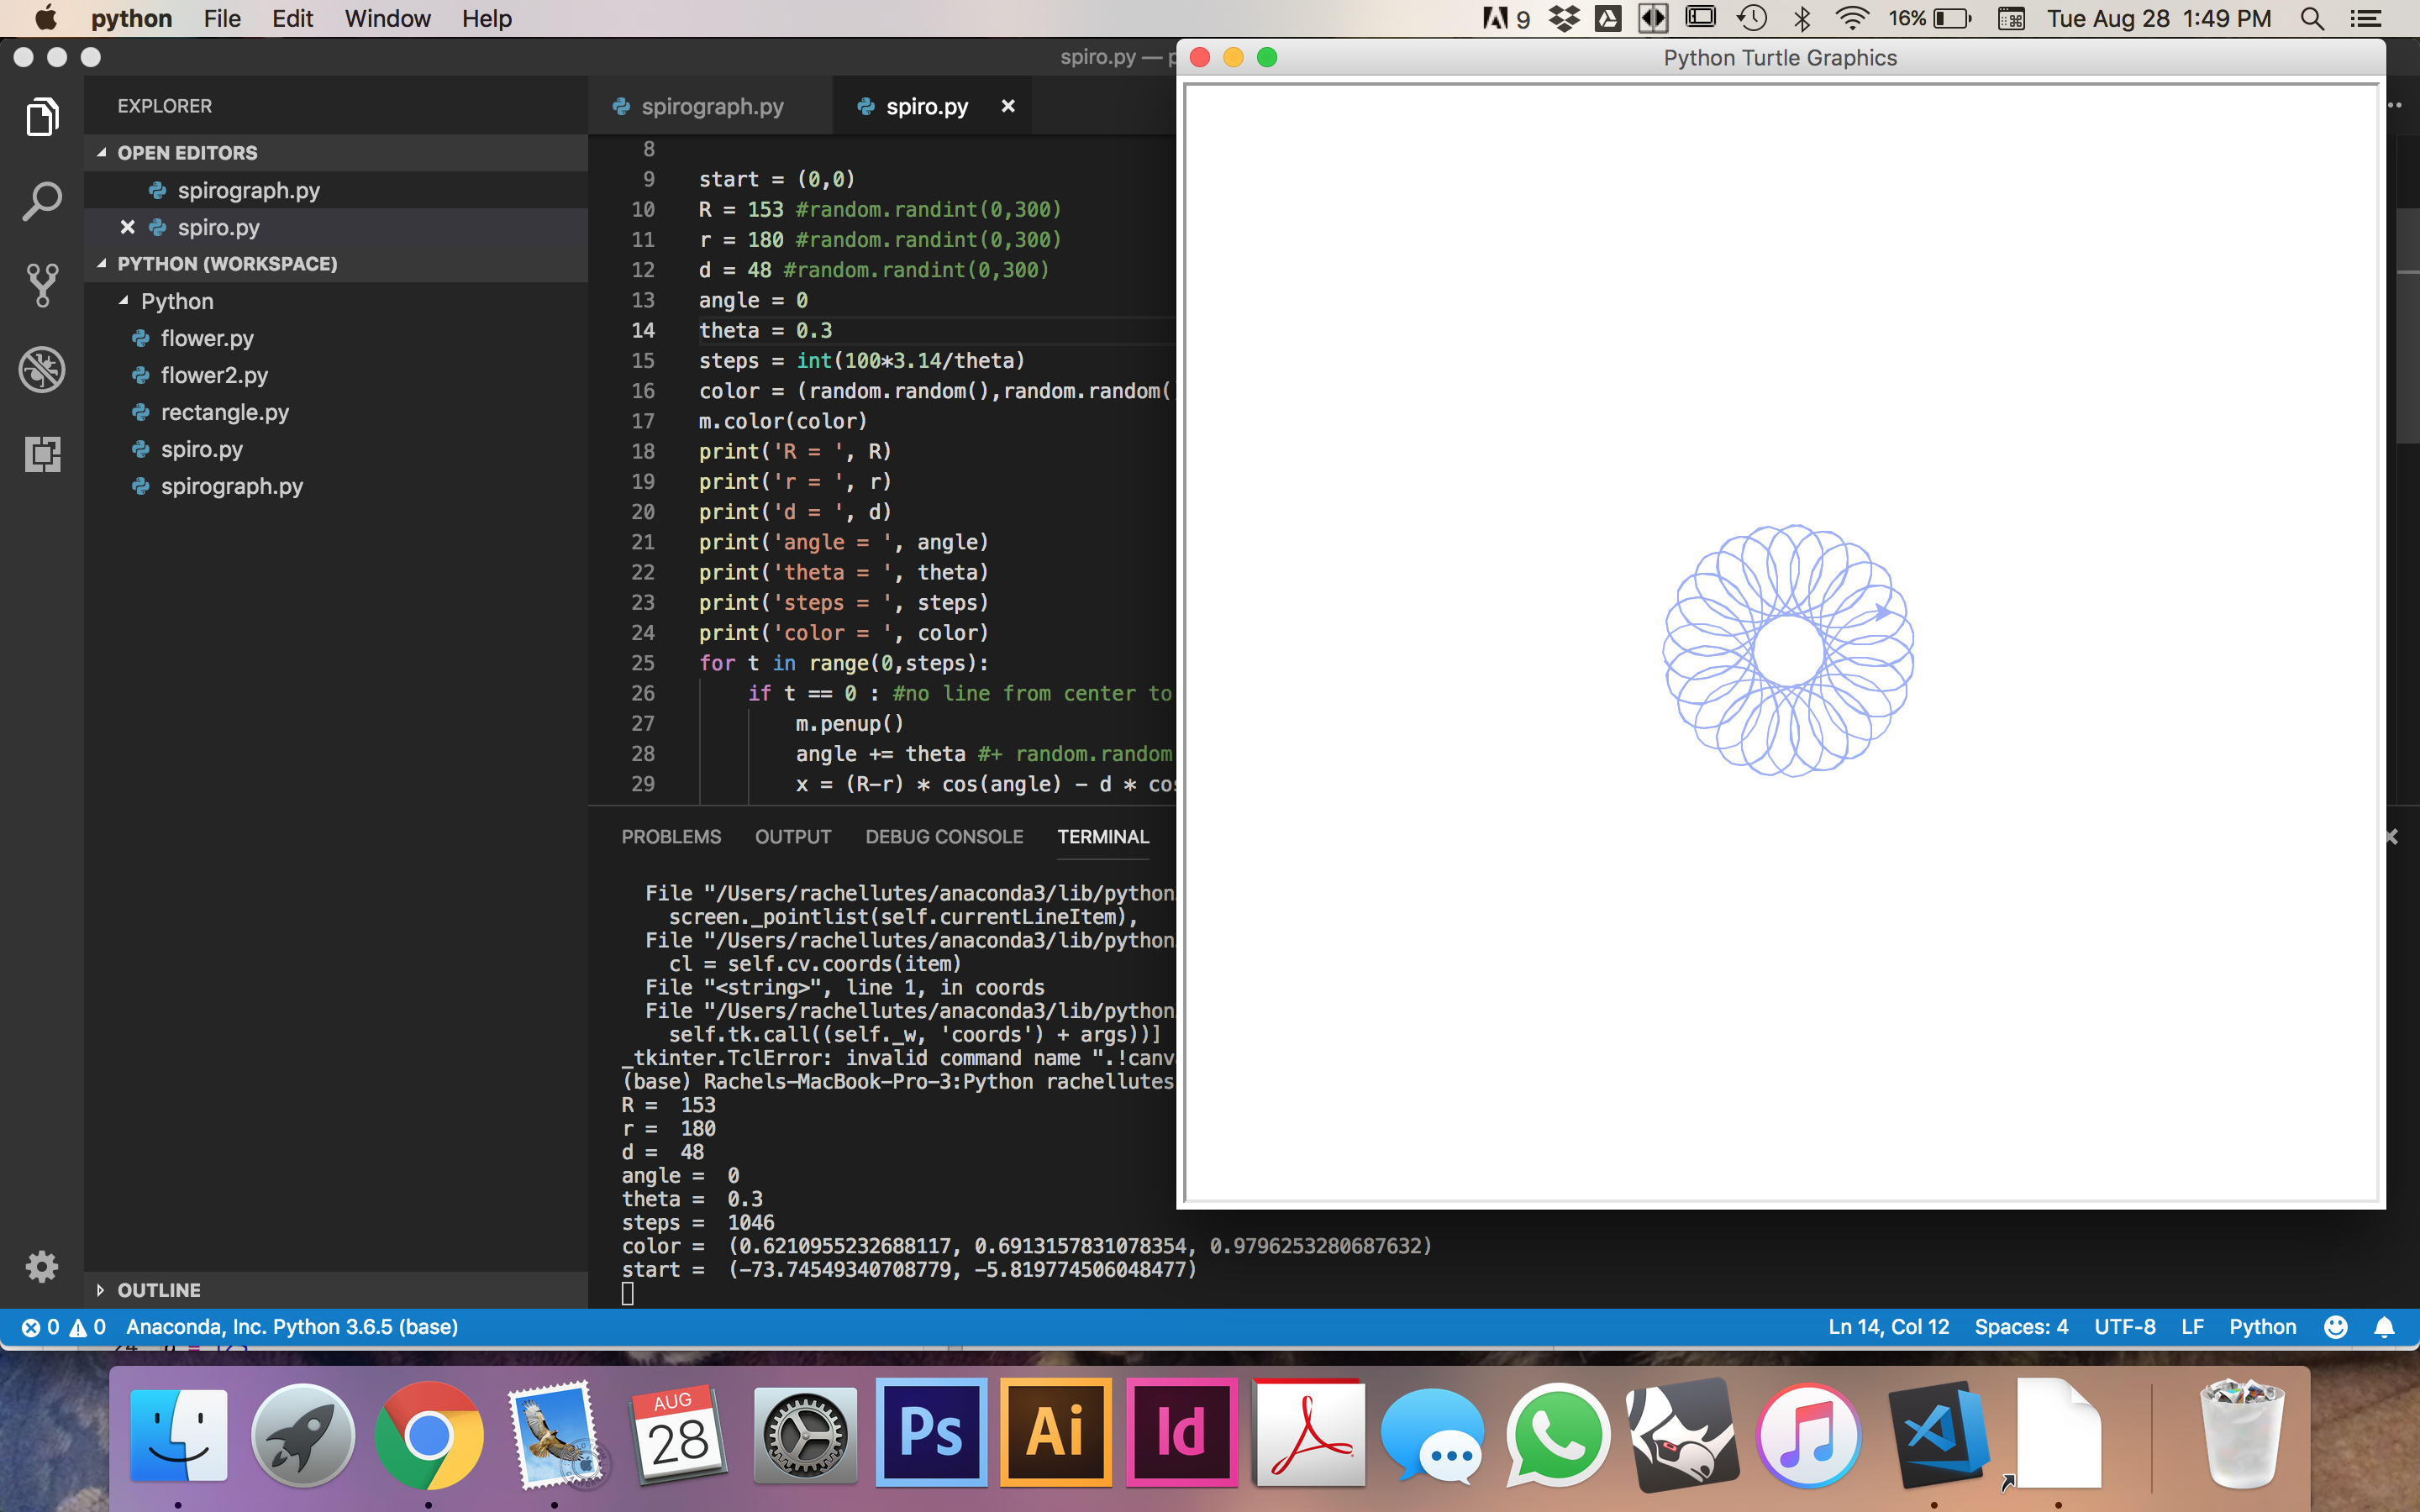 python File Edit Window Help
9 16% Tue Aug 28 1:49 PM
spiro.py — p
Python Turtle Graphics
EXPLORER
OPEN EDITORS
spirograph.py
spiro.py
PYTHON (WORKSPACE)
Python
flower.py
flower2.py
rectangle.py
spiro.py
spirograph.py
OUTLINE
spirograph.py spiro.py
8
9 start = (0,0)
10 R = 153 #random.randint(0,300)
11 r = 180 #random.randint(0,300)
12 d = 48 #random.randint(0,300)
13 angle = 0
14 theta = 0.3
15 steps = int(100*3.14/theta)
16 color = (random.random(),random.random(
17 m.color(color)
18 print('R = ', R)
19 print('r = ', r)
20 print('d = ', d)
21 print('angle = ', angle)
22 print('theta = ', theta)
23 print('steps = ', steps)
24 print('color = ', color)
25 for t in range(0,steps):
26 if t == 0 : #no line from center to
27 m.penup()
28 angle += theta #+ random.random
29 x = (R-r) * cos(angle) - d * cos
PROBLEMS OUTPUT DEBUG CONSOLE TERMINAL
File "/Users/rachellutes/anaconda3/lib/python
screen._pointlist(self.currentLineItem),
File "/Users/rachellutes/anaconda3/lib/python
cl = self.cv.coords(item)
File "<string>", line 1, in coords
File "/Users/rachellutes/anaconda3/lib/python
self.tk.call((self._w, 'coords') + args))]
_tkinter.TclError: invalid command name ".!canv
(base) Rachels-MacBook-Pro-3:Python rachellutes
R =  153
r =  180
d =  48
angle =  0
theta =  0.3
steps =  1046
color =  (0.6210955232688117, 0.6913157831078354, 0.9796253280687632)
start =  (-73.74549340708779, -5.819774506048477)
0 0 Anaconda, Inc. Python 3.6.5 (base)
Ln 14, Col 12 Spaces: 4 UTF-8 LF Python
AUG
28
Ps
Ai
Id